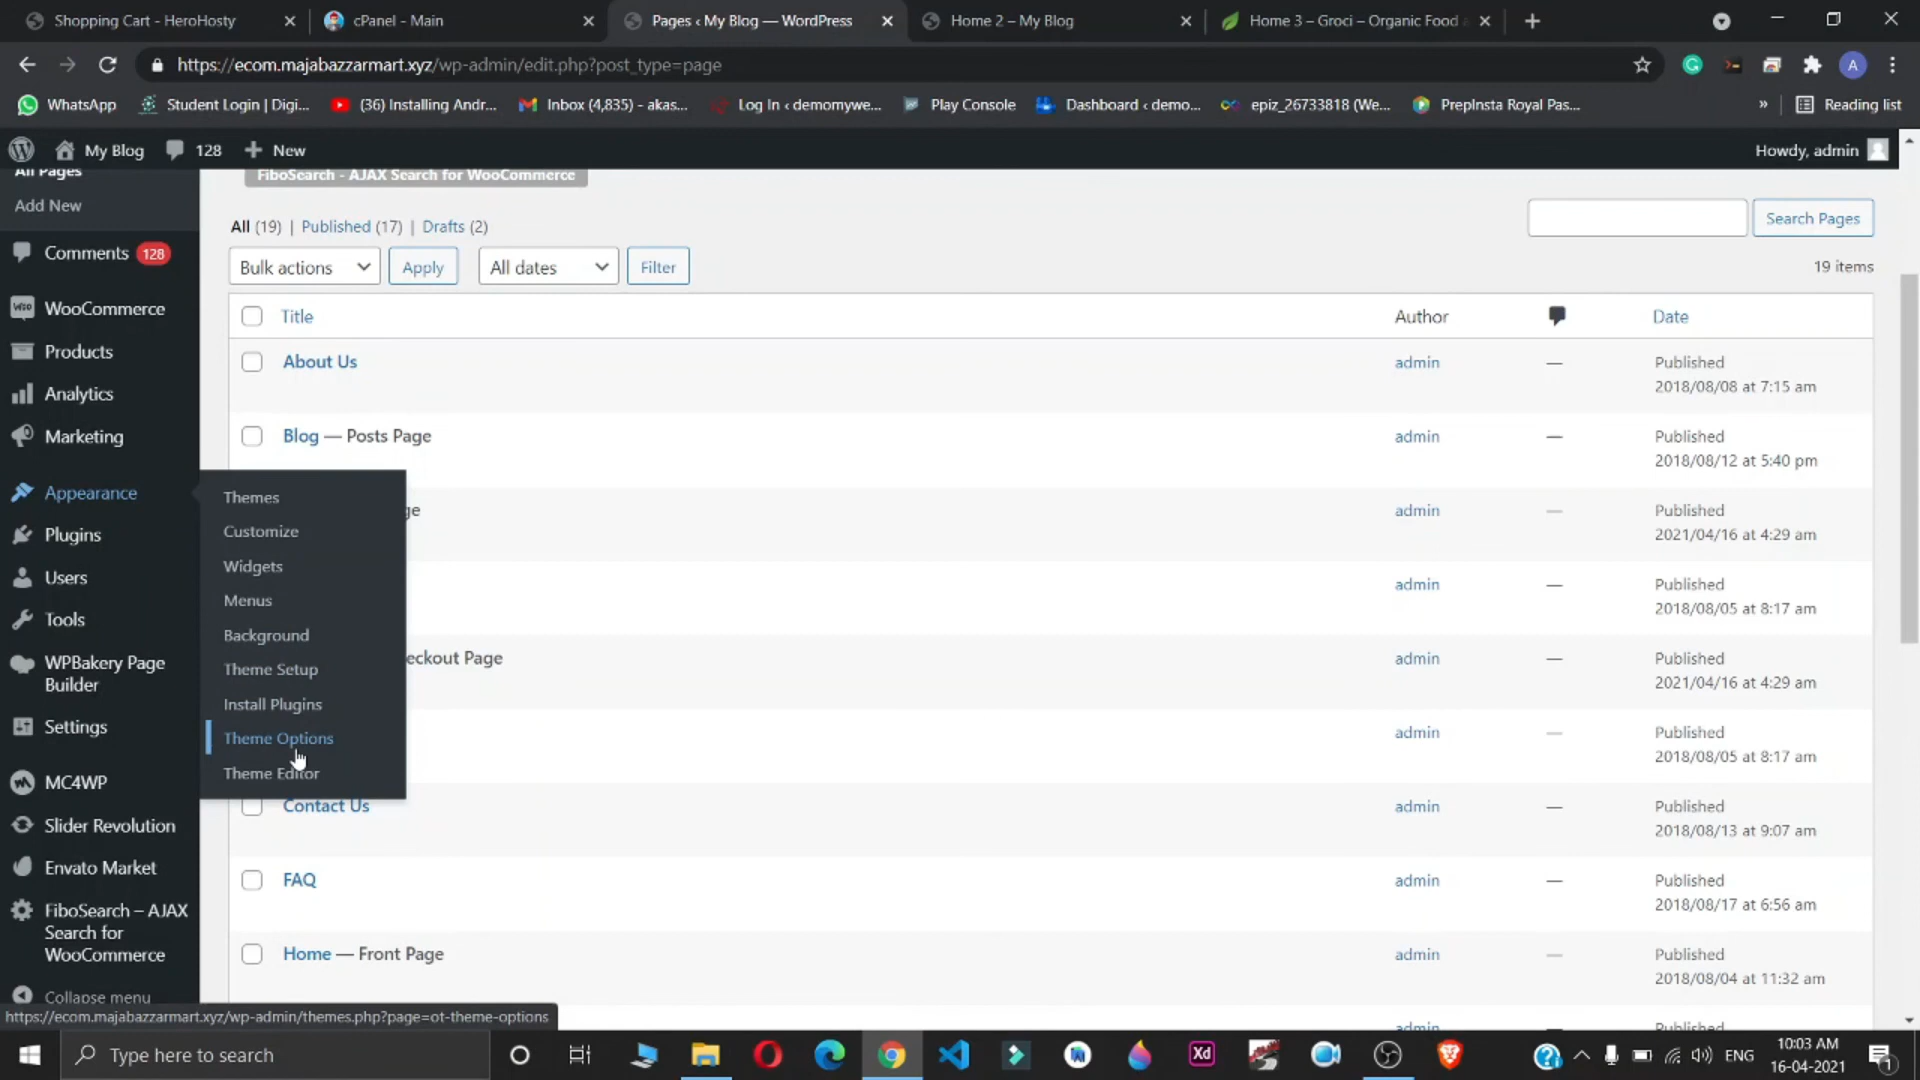 Shopping Cart - HeroHosty
cPanel - Main
Pages ‹ My Blog — WordPress
Home 2 – My Blog
Home 3 – Groci – Organic Food a
https://ecom.majabazzarmart.xyz/wp-admin/edit.php?post_type=page
A
WhatsApp
Student Login | Digi...
(36) Installing Andr...
Inbox (4,835) - akas...
Log In ‹ demomywe...
Play Console
Dashboard ‹ demo...
epiz_26733818 (We...
PrepInsta Royal Pas...
»
Reading list
My Blog
128
New
Howdy, admin
All Pages
Add New
Comments 128
WooCommerce
Products
Analytics
Marketing
Appearance
Plugins
Users
Tools
WPBakery Page
Builder
Settings
MC4WP
Slider Revolution
Envato Market
FiboSearch – AJAX
Search for
WooCommerce
Collapse menu
Themes
Customize
Widgets
Menus
Background
Theme Setup
Install Plugins
Theme Options
Theme Editor
FiboSearch - AJAX Search for WooCommerce
All (19) | Published (17) | Drafts (2)
Search Pages
Bulk actions
Apply
All dates
Filter
19 items
Title
Author
Date
About Us
admin
—
Published
2018/08/08 at 7:15 am
Blog — Posts Page
admin
—
Published
2018/08/12 at 5:40 pm
ge
admin
—
Published
2021/04/16 at 4:29 am
admin
—
Published
2018/08/05 at 8:17 am
eckout Page
admin
—
Published
2021/04/16 at 4:29 am
admin
—
Published
2018/08/05 at 8:17 am
Contact Us
admin
—
Published
2018/08/13 at 9:07 am
FAQ
admin
—
Published
2018/08/17 at 6:56 am
Home — Front Page
admin
—
Published
2018/08/04 at 11:32 am
admin
Published
https://ecom.majabazzarmart.xyz/wp-admin/themes.php?page=ot-theme-options
Type here to search
Xd
ENG
10:03 AM
16-04-2021
1